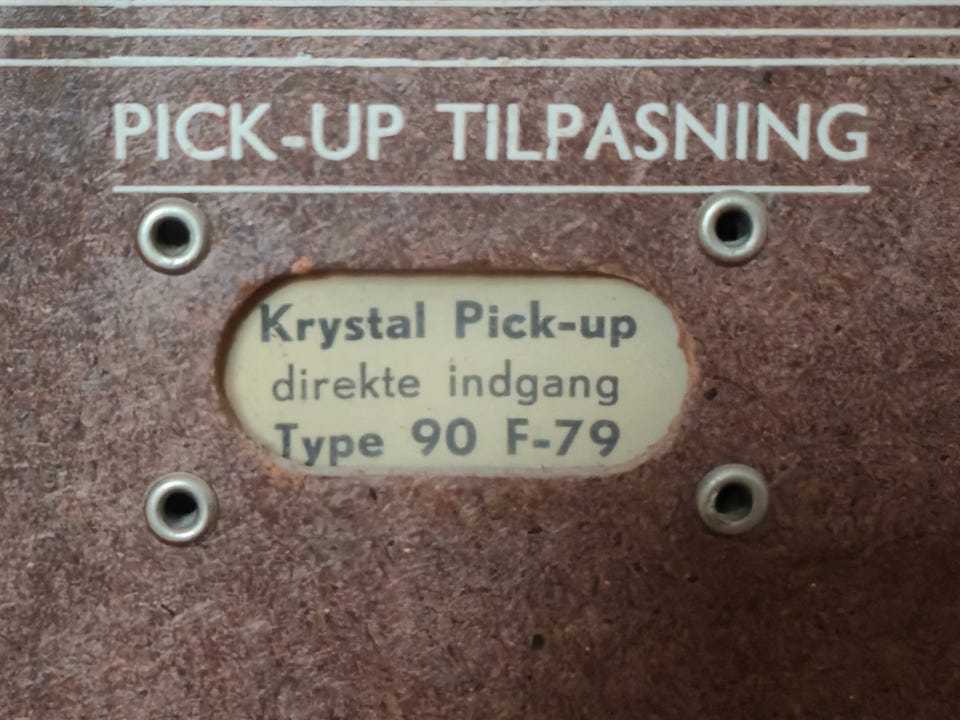 PICK-UP TILPASNING
Krystal Pick-up
direkte indgang
Type 90 F-79